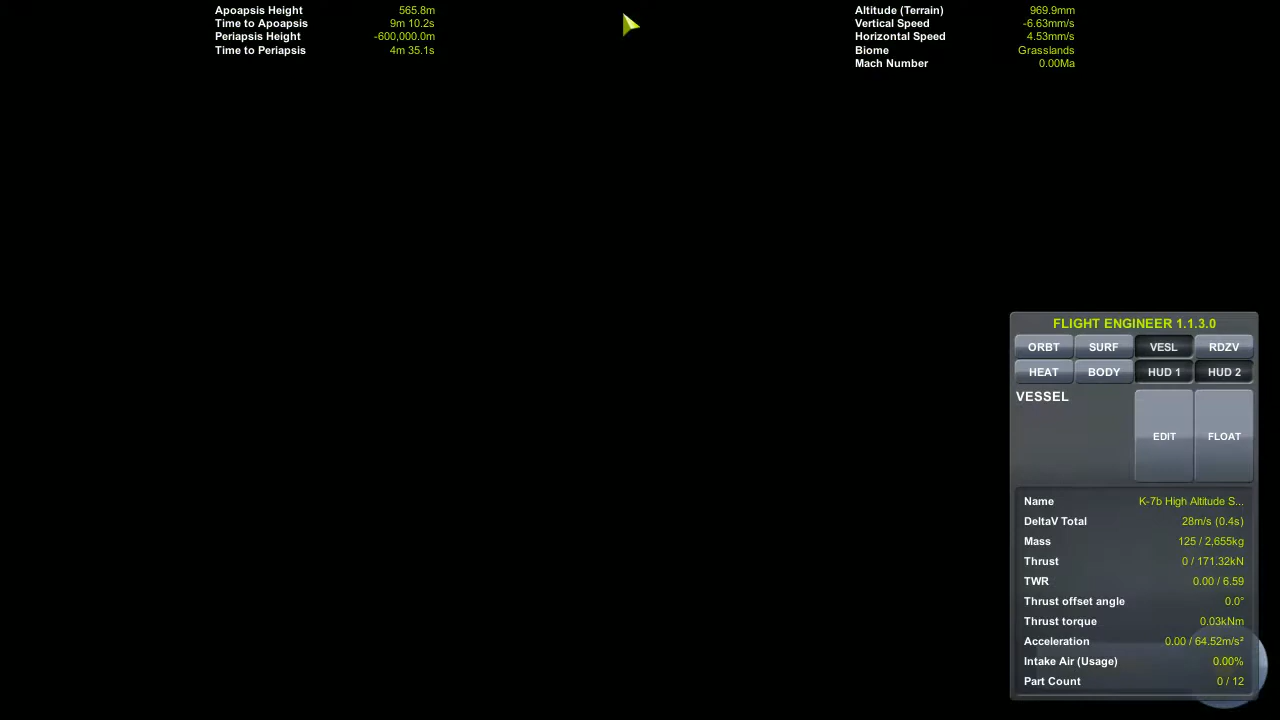 Apoapsis Height 565.8m
Time to Apoapsis 9m 10.2s
Periapsis Height -600,000.0m
Time to Periapsis 4m 35.1s
Altitude (Terrain) 969.9mm
Vertical Speed -6.63mm/s
Horizontal Speed 4.53mm/s
Biome Grasslands
Mach Number 0.00Ma
FLIGHT ENGINEER 1.1.3.0
ORBT SURF VESL RDZV
HEAT BODY HUD 1 HUD 2
VESSEL
EDIT FLOAT
Name K-7b High Altitude S...
DeltaV Total 28m/s (0.4s)
Mass 125 / 2,655kg
Thrust 0 / 171.32kN
TWR 0.00 / 6.59
Thrust offset angle 0.0°
Thrust torque 0.03kNm
Acceleration 0.00 / 64.52m/s²
Intake Air (Usage) 0.00%
Part Count 0 / 12